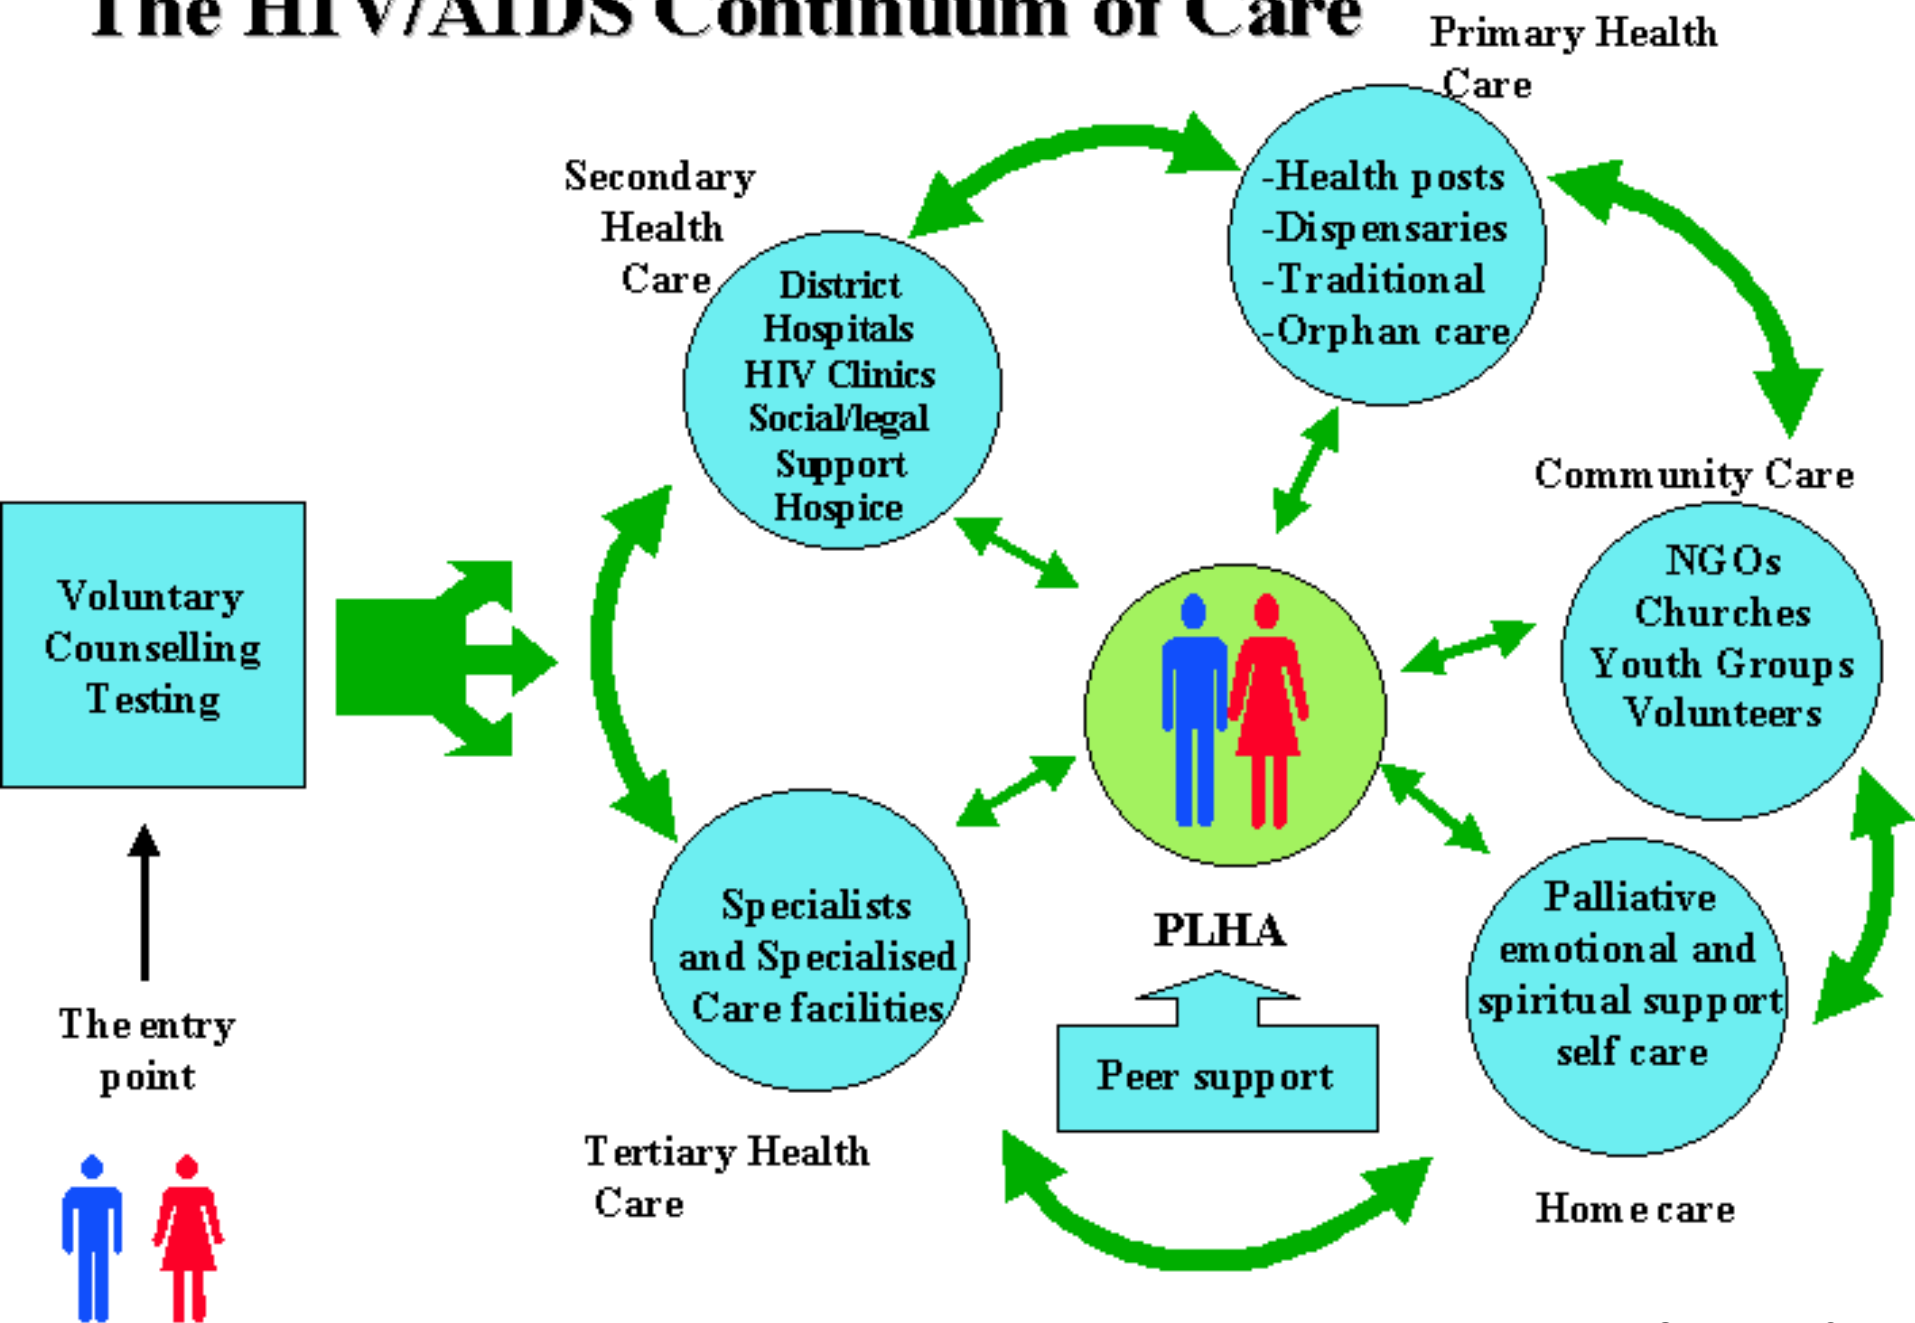 The HIV/AIDS Continuum of Care
Primary Health
Care
-Health posts
-Dispensaries
-Traditional
-Orphan care
Secondary
Health
Care
District
Hospitals
HIV Clinics
Social/legal
Support
Hospice
Community Care
NGOs
Churches
Youth Groups
Volunteers
Voluntary
Counselling
Testing
The entry
point
Specialists
and Specialised
Care facilities
Tertiary Health
Care
PLHA
Peer support
Palliative
emotional and
spiritual support
self care
Home care